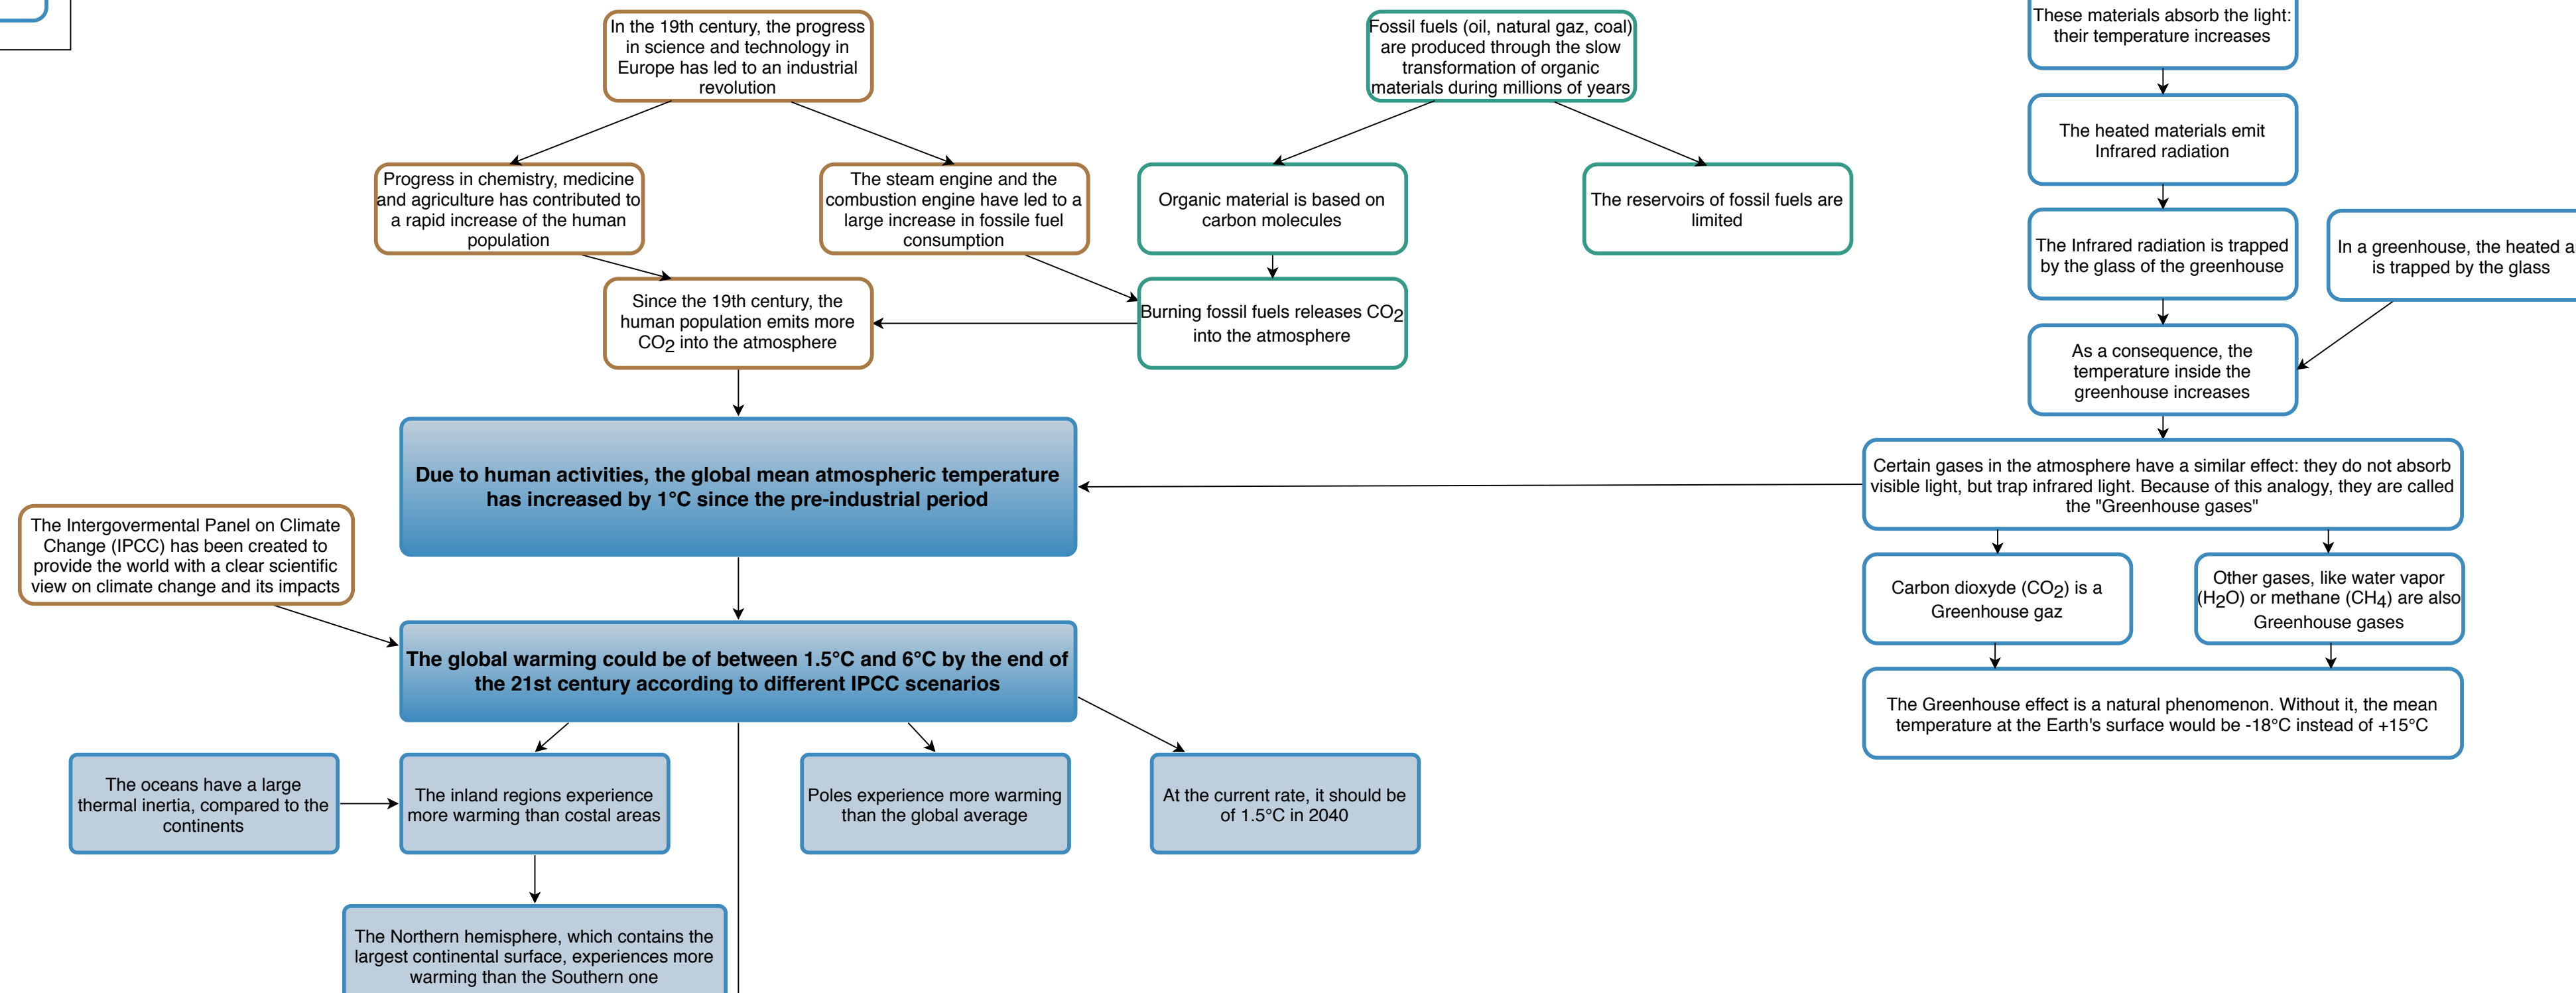 In the 19th century, the progress
in science and technology in
Europe has led to an industrial
revolution
Fossil fuels (oil, natural gaz, coal)
are produced through the slow
transformation of organic
materials during millions of years
These materials absorb the light:
their temperature increases
The heated materials emit
Infrared radiation
Progress in chemistry, medicine
and agriculture has contributed to
a rapid increase of the human
population
The steam engine and the
combustion engine have led to a
large increase in fossile fuel
consumption
Organic material is based on
carbon molecules
The reservoirs of fossil fuels are
limited
The Infrared radiation is trapped
by the glass of the greenhouse
In a greenhouse, the heated a
is trapped by the glass
Since the 19th century, the
human population emits more
CO2 into the atmosphere
Burning fossil fuels releases CO2
into the atmosphere
As a consequence, the
temperature inside the
greenhouse increases
Due to human activities, the global mean atmospheric temperature
has increased by 1°C since the pre-industrial period
Certain gases in the atmosphere have a similar effect: they do not absorb
visible light, but trap infrared light. Because of this analogy, they are called
the "Greenhouse gases"
The Intergovermental Panel on Climate
Change (IPCC) has been created to
provide the world with a clear scientific
view on climate change and its impacts
Carbon dioxyde (CO2) is a
Greenhouse gaz
Other gases, like water vapor
(H2O) or methane (CH4) are also
Greenhouse gases
The global warming could be of between 1.5°C and 6°C by the end of
the 21st century according to different IPCC scenarios
The Greenhouse effect is a natural phenomenon. Without it, the mean
temperature at the Earth's surface would be -18°C instead of +15°C
The oceans have a large
thermal inertia, compared to the
continents
The inland regions experience
more warming than costal areas
Poles experience more warming
than the global average
At the current rate, it should be
of 1.5°C in 2040
The Northern hemisphere, which contains the
largest continental surface, experiences more
warming than the Southern one